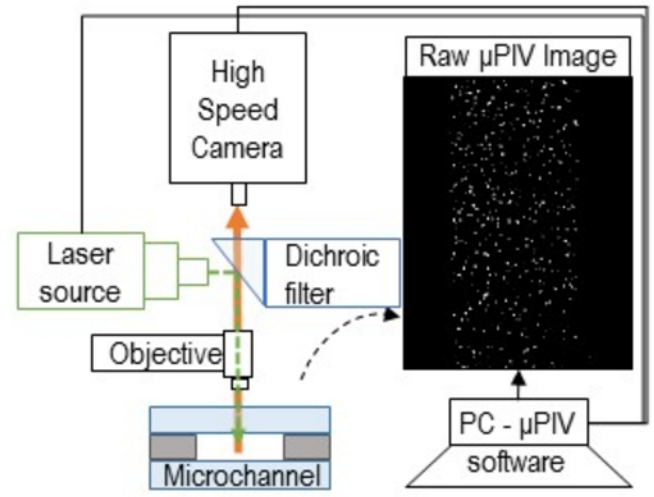 High
Speed
Camera
Raw µPIV Image
Laser
source
Dichroic
filter
Objective
Microchannel
PC - µPIV
software